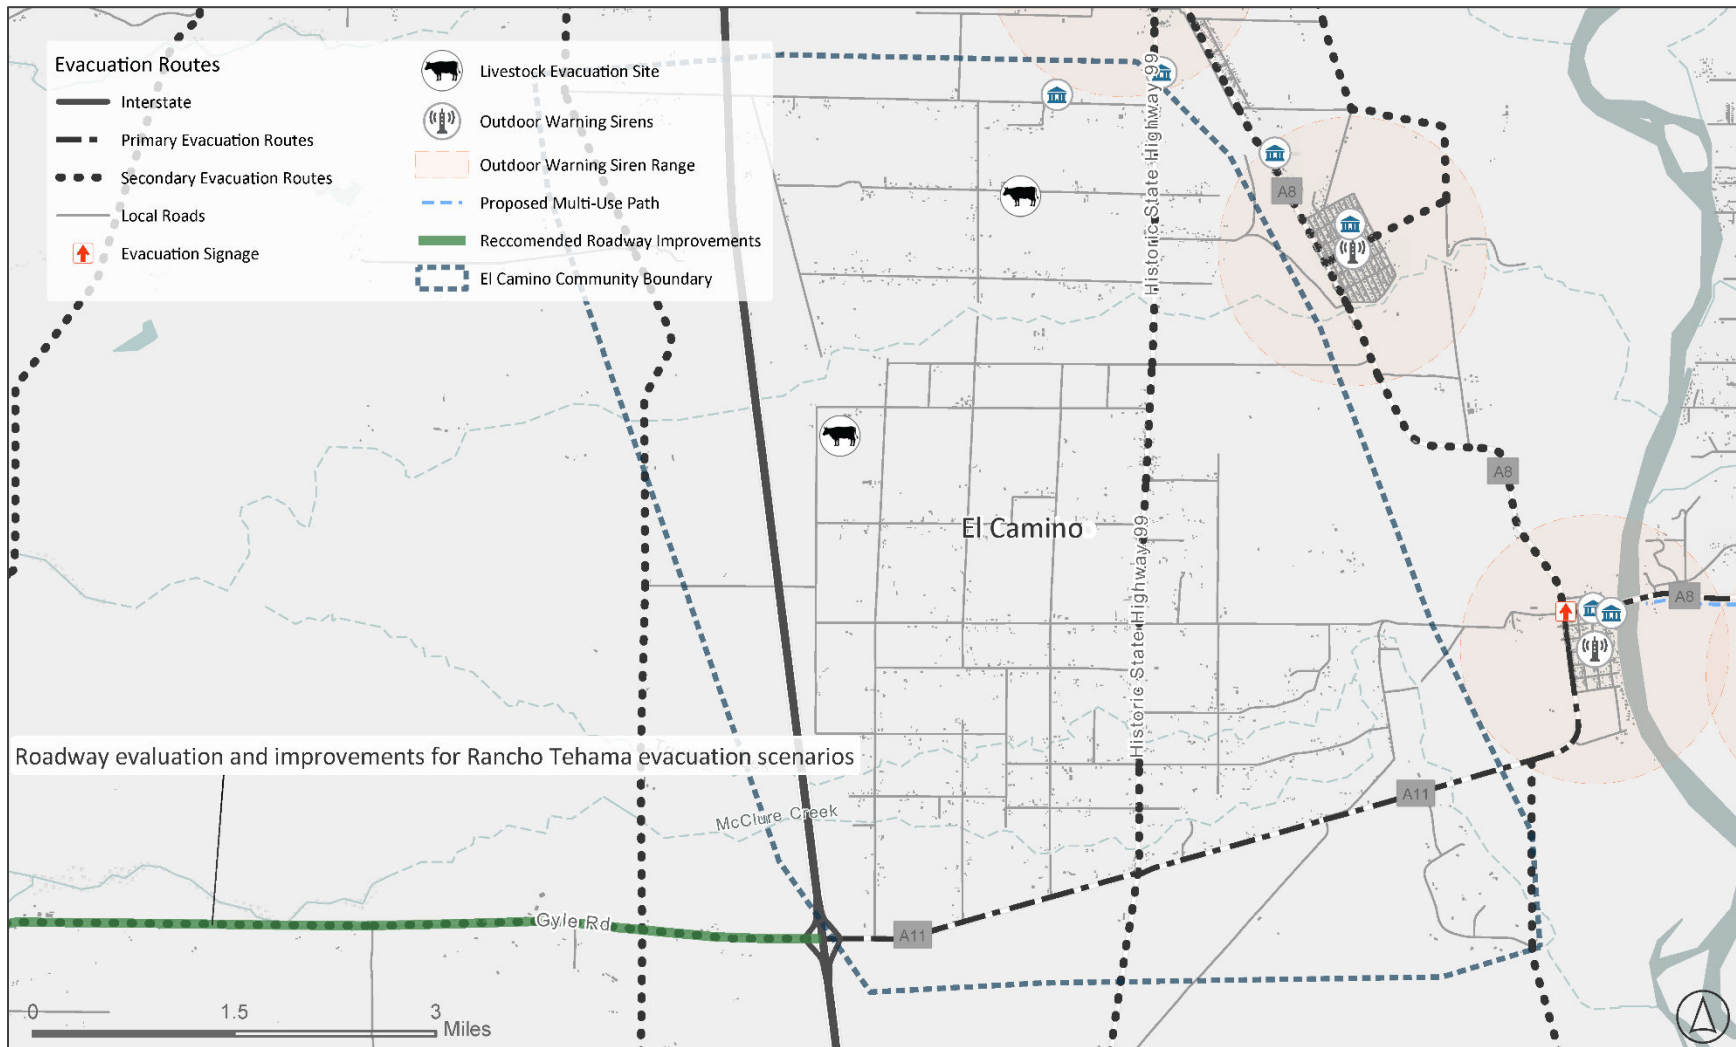 Evacuation Routes
Interstate
Primary Evacuation Routes
Secondary Evacuation Routes
Local Roads
Evacuation Signage
Livestock Evacuation Site
Outdoor Warning Sirens
Outdoor Warning Siren Range
Proposed Multi-Use Path
Reccomended Roadway Improvements
El Camino Community Boundary
Historic State Highway 99
A8
A8
El Camino
Historic State Highway 99
A8
Roadway evaluation and improvements for Rancho Tehama evacuation scenarios
McClure Creek
A11
Gyle Rd
A11
0 1.5 3
Miles